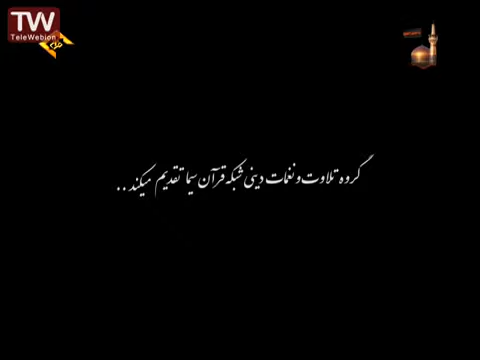 TW
TeleWebion
گروه تلاوت و نغمات دینی شبکه قرآن سیما تقدیم میکند..